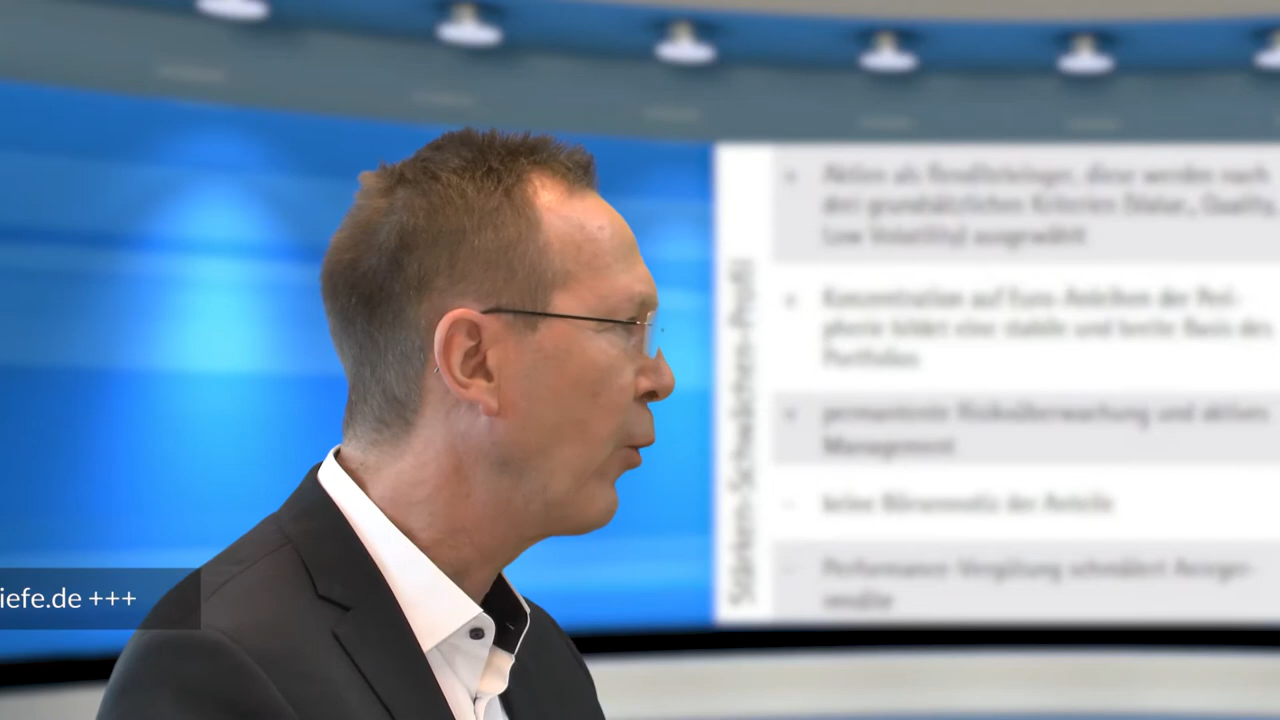 Stärken-Schwächen-Profil
Aktien als Renditebringer, diese werden nach
drei grundsätzlichen Kriterien (Value, Quality,
Low Volatility) ausgewählt
Konzentration auf Euro-Anleihen der Peri-
pherie bildet eine stabile und breite Basis des
Portfolios
permanente Risikoüberwachung und aktives
Management
keine Börsennotiz der Anteile
Performance-Vergütung schmälert Anleger-
rendite
iefe.de +++